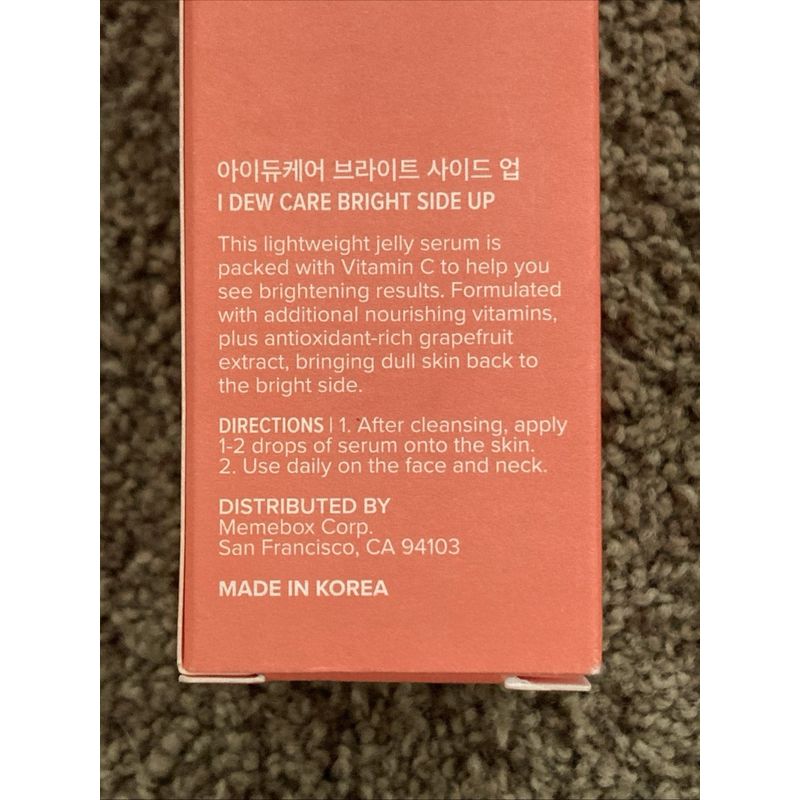 아이듀케어 브라이트 사이드 업
I DEW CARE BRIGHT SIDE UP
This lightweight jelly serum is
packed with Vitamin C to help you
see brightening results. Formulated
with additional nourishing vitamins,
plus antioxidant-rich grapefruit
extract, bringing dull skin back to
the bright side.
DIRECTIONS | 1. After cleansing, apply
1-2 drops of serum onto the skin.
2. Use daily on the face and neck.
DISTRIBUTED BY
Memebox Corp.
San Francisco, CA 94103
MADE IN KOREA